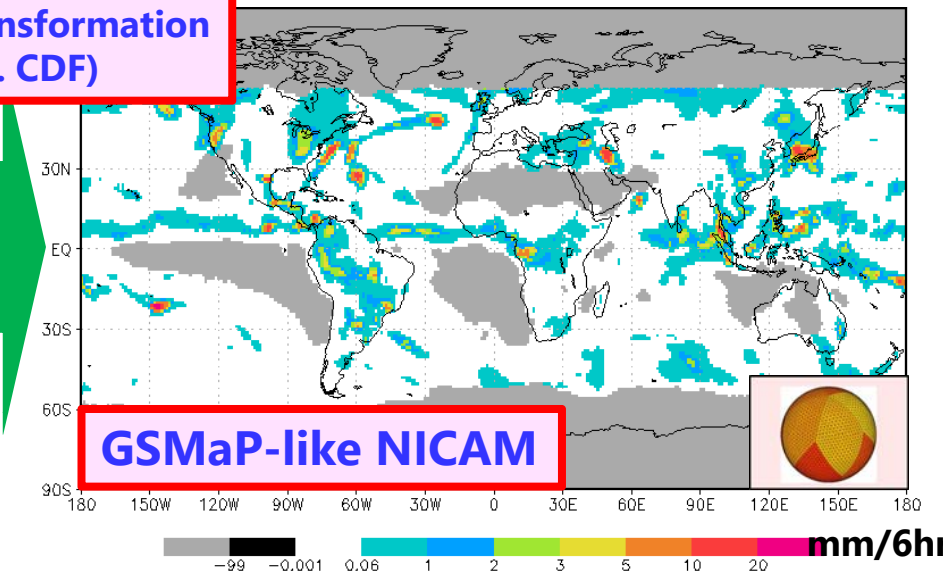 nsformation
. CDF)
30N
EQ
30S
60S
90S
GSMaP-like NICAM
180 150W 120W 90W 60W 30W 0 30E 60E 90E 120E 150E 180
mm/6hr
-99 -0.001 0.06 1 2 3 5 10 20